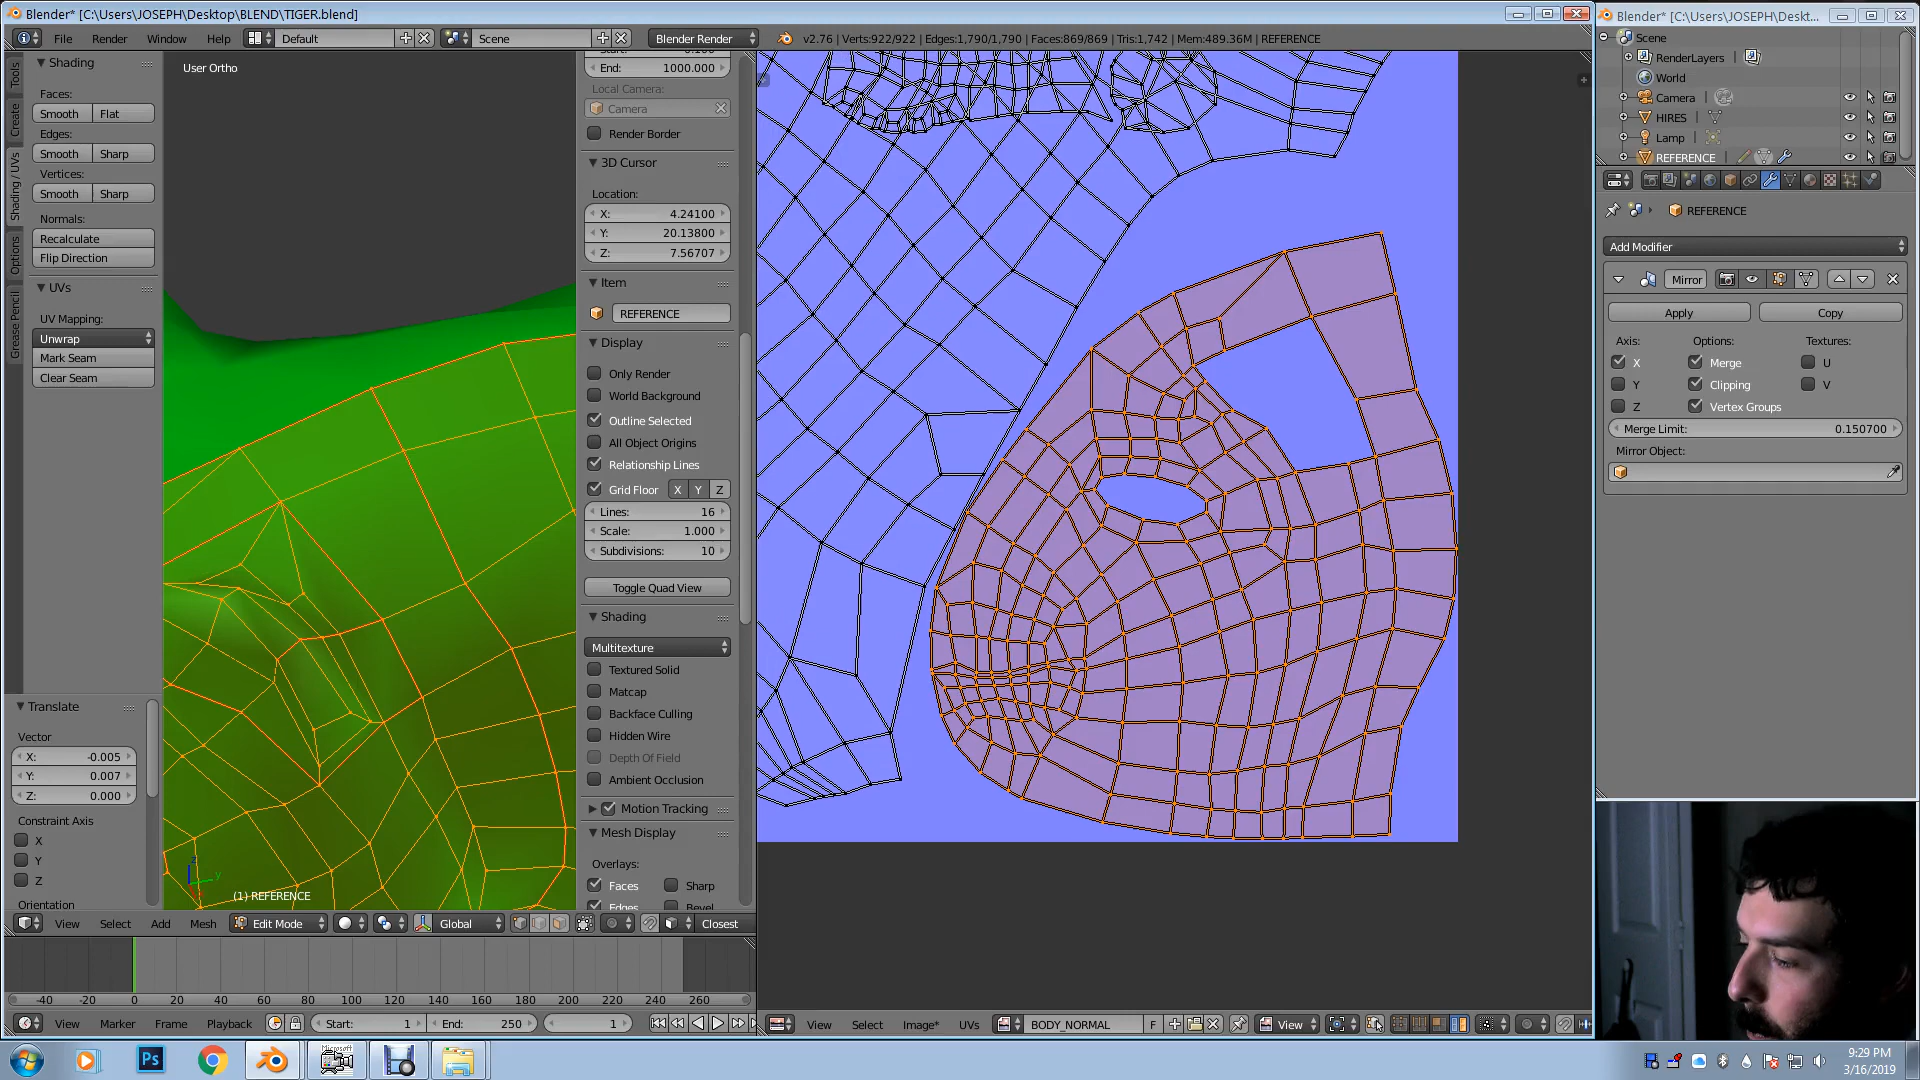 Blender* [C:\Users\JOSEPH\Desktop\BLEND\TIGER.blend]
File Render Window Help Default Scene Blender Render v2.76 | Verts:922/922 | Edges:1,790/1,790 | Faces:869/869 | Tris:1,742 | Mem:489.36M | REFERENCE
Tools
Create
Shading / UVs
Options
Grease Pencil
Shading
Faces:
Smooth Flat
Edges:
Smooth Sharp
Vertices:
Smooth Sharp
Normals:
Recalculate
Flip Direction
UVs
UV Mapping:
Unwrap
Mark Seam
Clear Seam
Translate
Vector
X: -0.005
Y: 0.007
Z: 0.000
Constraint Axis
X
Y
Z
Orientation
User Ortho
z
y
(1) REFERENCE
End: 1000.000
Local Camera:
Camera
Render Border
3D Cursor
Location:
X: 4.24100
Y: 20.13800
Z: 7.56707
Item
REFERENCE
Display
Only Render
World Background
Outline Selected
All Object Origins
Relationship Lines
Grid Floor X Y Z
Lines: 16
Scale: 1.000
Subdivisions: 10
Toggle Quad View
Shading
Multitexture
Textured Solid
Matcap
Backface Culling
Hidden Wire
Depth Of Field
Ambient Occlusion
Motion Tracking
Mesh Display
Overlays:
Faces Sharp
Edges Bevel
View Select Add Mesh Edit Mode Global Closest
-40 -20 0 20 40 60 80 100 120 140 160 180 200 220 240 260
View Marker Frame Playback Start: 1 End: 250 1
View Select Image* UVs BODY_NORMAL F View
Blender* [C:\Users\JOSEPH\Deskt...
Scene
RenderLayers
World
Camera
HIRES
Lamp
REFERENCE
REFERENCE
Add Modifier
Mirror
Apply Copy
Axis: Options: Textures:
X Merge U
Y Clipping V
Z Vertex Groups
Merge Limit: 0.150700
Mirror Object:
Ps
Microsoft
9:29 PM
3/16/2019